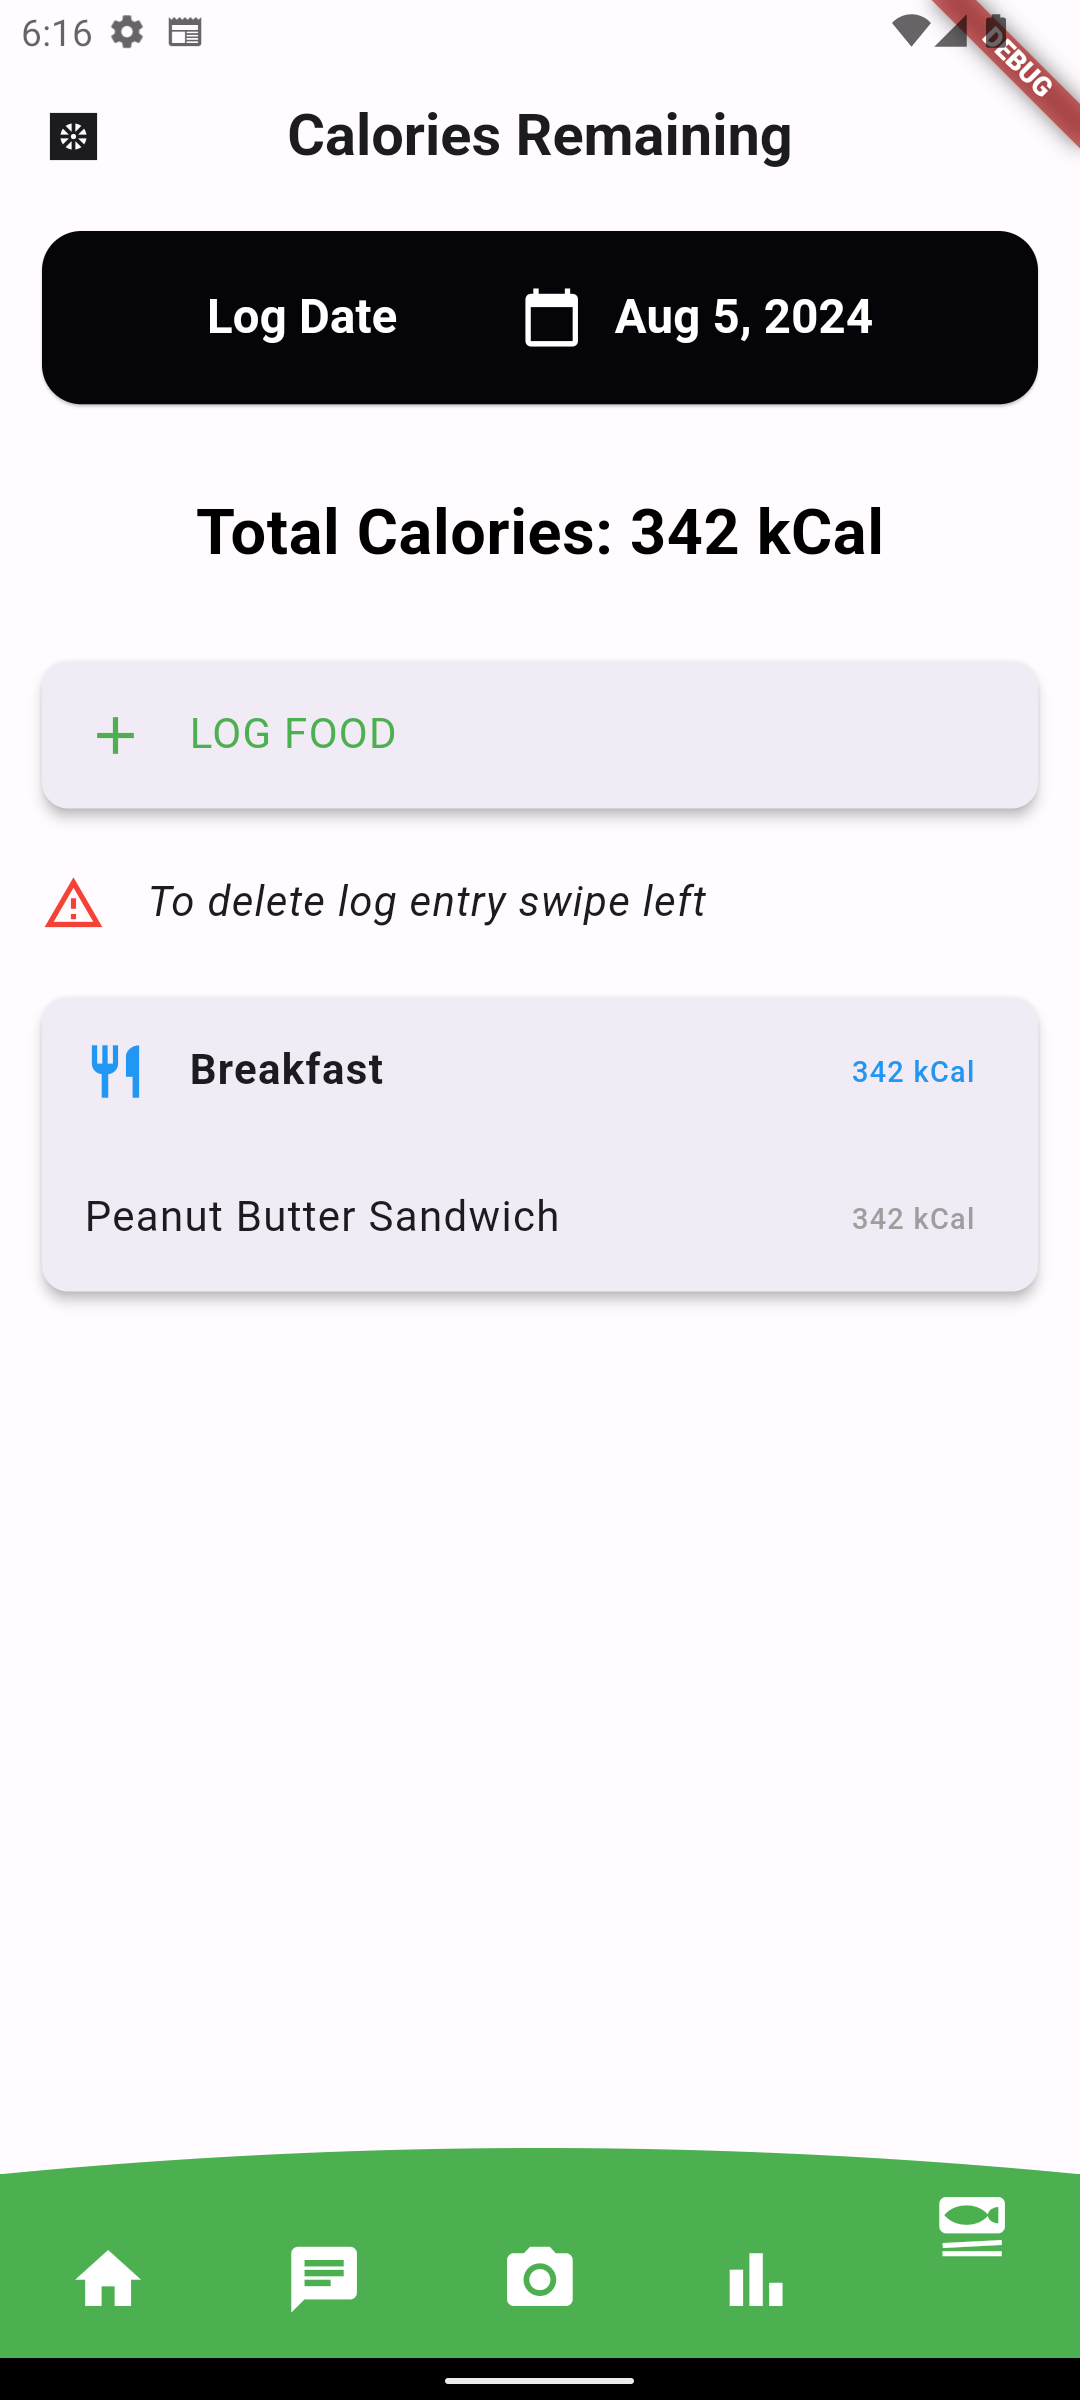 6:16
DEBUG
Calories Remaining
Log Date Aug 5, 2024
Total Calories: 342 kCal
LOG FOOD
To delete log entry swipe left
Breakfast 342 kCal
Peanut Butter Sandwich 342 kCal